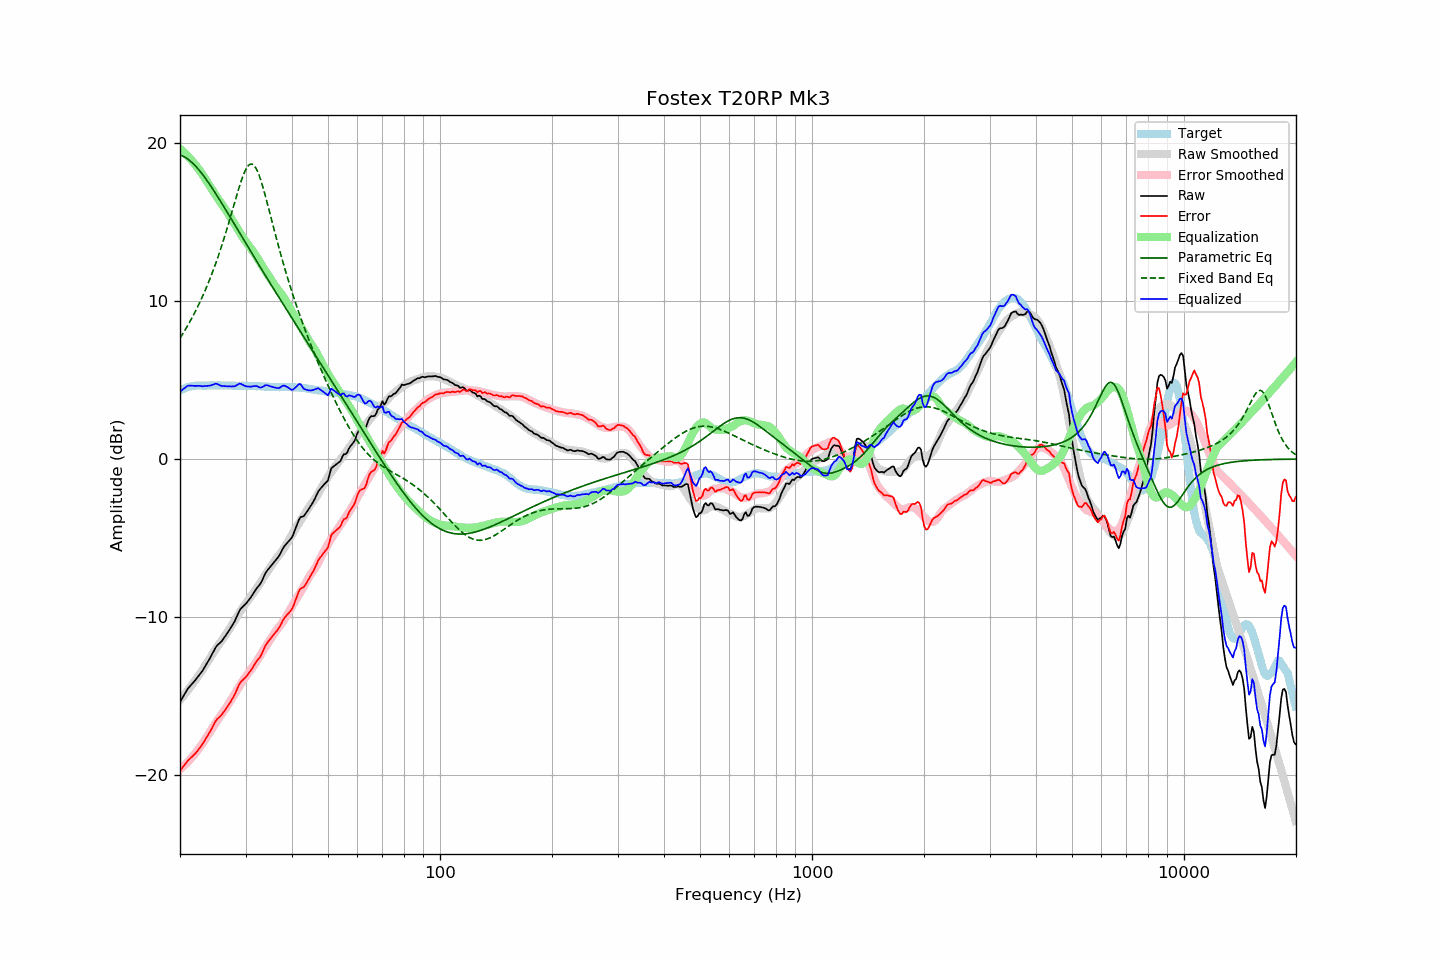 Fostex T20RP Mk3
Target
Raw Smoothed
Error Smoothed
Raw
Error
Equalization
Parametric Eq
Fixed Band Eq
Equalized
20
10
0
−10
−20
Amplitude (dBr)
100
1000
10000
Frequency (Hz)